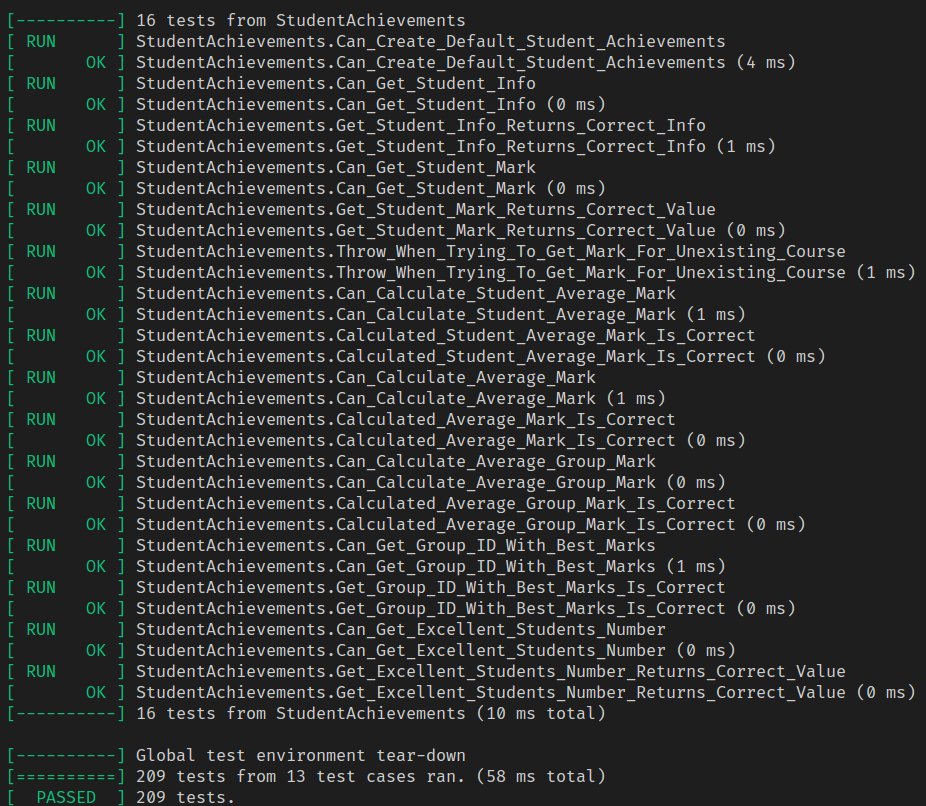 [----------] 16 tests from StudentAchievements
[ RUN      ] StudentAchievements.Can_Create_Default_Student_Achievements
[       OK ] StudentAchievements.Can_Create_Default_Student_Achievements (4 ms)
[ RUN      ] StudentAchievements.Can_Get_Student_Info
[       OK ] StudentAchievements.Can_Get_Student_Info (0 ms)
[ RUN      ] StudentAchievements.Get_Student_Info_Returns_Correct_Info
[       OK ] StudentAchievements.Get_Student_Info_Returns_Correct_Info (1 ms)
[ RUN      ] StudentAchievements.Can_Get_Student_Mark
[       OK ] StudentAchievements.Can_Get_Student_Mark (0 ms)
[ RUN      ] StudentAchievements.Get_Student_Mark_Returns_Correct_Value
[       OK ] StudentAchievements.Get_Student_Mark_Returns_Correct_Value (0 ms)
[ RUN      ] StudentAchievements.Throw_When_Trying_To_Get_Mark_For_Unexisting_Course
[       OK ] StudentAchievements.Throw_When_Trying_To_Get_Mark_For_Unexisting_Course (1 ms)
[ RUN      ] StudentAchievements.Can_Calculate_Student_Average_Mark
[       OK ] StudentAchievements.Can_Calculate_Student_Average_Mark (1 ms)
[ RUN      ] StudentAchievements.Calculated_Student_Average_Mark_Is_Correct
[       OK ] StudentAchievements.Calculated_Student_Average_Mark_Is_Correct (0 ms)
[ RUN      ] StudentAchievements.Can_Calculate_Average_Mark
[       OK ] StudentAchievements.Can_Calculate_Average_Mark (1 ms)
[ RUN      ] StudentAchievements.Calculated_Average_Mark_Is_Correct
[       OK ] StudentAchievements.Calculated_Average_Mark_Is_Correct (0 ms)
[ RUN      ] StudentAchievements.Can_Calculate_Average_Group_Mark
[       OK ] StudentAchievements.Can_Calculate_Average_Group_Mark (0 ms)
[ RUN      ] StudentAchievements.Calculated_Average_Group_Mark_Is_Correct
[       OK ] StudentAchievements.Calculated_Average_Group_Mark_Is_Correct (0 ms)
[ RUN      ] StudentAchievements.Can_Get_Group_ID_With_Best_Marks
[       OK ] StudentAchievements.Can_Get_Group_ID_With_Best_Marks (1 ms)
[ RUN      ] StudentAchievements.Get_Group_ID_With_Best_Marks_Is_Correct
[       OK ] StudentAchievements.Get_Group_ID_With_Best_Marks_Is_Correct (0 ms)
[ RUN      ] StudentAchievements.Can_Get_Excellent_Students_Number
[       OK ] StudentAchievements.Can_Get_Excellent_Students_Number (0 ms)
[ RUN      ] StudentAchievements.Get_Excellent_Students_Number_Returns_Correct_Value
[       OK ] StudentAchievements.Get_Excellent_Students_Number_Returns_Correct_Value (0 ms)
[----------] 16 tests from StudentAchievements (10 ms total)

[----------] Global test environment tear-down
[==========] 209 tests from 13 test cases ran. (58 ms total)
[  PASSED  ] 209 tests.